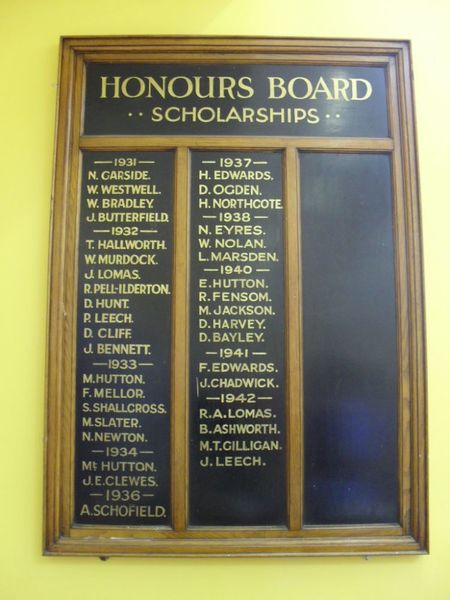 HONOURS BOARD
·· SCHOLARSHIPS ··
— 1931 —
N. GARSIDE.
W. WESTWELL.
W. BRADLEY.
J. BUTTERFIELD.
— 1932 —
T. HALLWORTH.
W. MURDOCK.
J. LOMAS.
R. PELL-ILDERTON.
D. HUNT.
P. LEECH.
D. CLIFF.
J. BENNETT.
— 1933 —
M. HUTTON.
F. MELLOR.
S. SHALLCROSS.
M. SLATER.
N. NEWTON.
— 1934 —
Mt HUTTON.
J. E. CLEWES.
— 1936 —
A. SCHOFIELD.
— 1937 —
H. EDWARDS.
D. OGDEN.
H. NORTHCOTE.
— 1938 —
N. EYRES.
W. NOLAN.
L. MARSDEN.
— 1940 —
E. HUTTON.
R. FENSOM.
M. JACKSON.
D. HARVEY.
D. BAYLEY.
— 1941 —
F. EDWARDS.
J. CHADWICK.
— 1942 —
R. A. LOMAS.
B. ASHWORTH.
M. T. GILLIGAN.
J. LEECH.